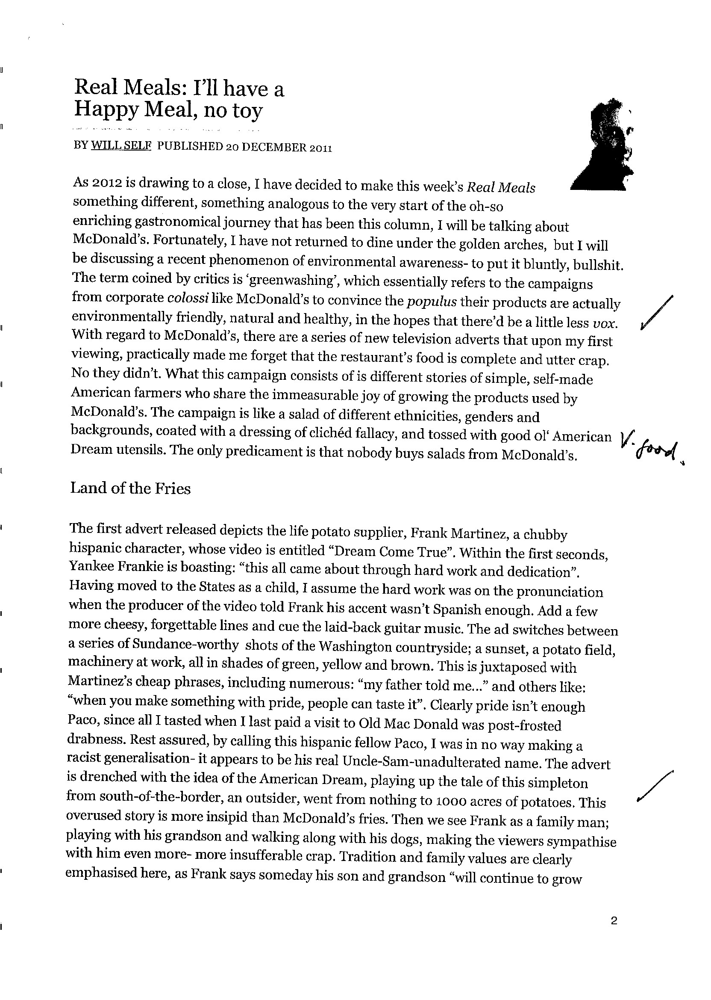 Real Meals: I'll have a
Happy Meal, no toy
BY WILL SELF PUBLISHED 20 DECEMBER 2011
As 2012 is drawing to a close, I have decided to make this week's Real Meals
something different, something analogous to the very start of the oh-so
enriching gastronomical journey that has been this column, I will be talking about
McDonald's. Fortunately, I have not returned to dine under the golden arches, but I will
be discussing a recent phenomenon of environmental awareness- to put it bluntly, bullshit.
The term coined by critics is ‘greenwashing’, which essentially refers to the campaigns
from corporate colossi like McDonald's to convince the populus their products are actually
environmentally friendly, natural and healthy, in the hopes that there'd be a little less vox.
With regard to McDonald's, there are a series of new television adverts that upon my first
viewing, practically made me forget that the restaurant's food is complete and utter crap.
No they didn't. What this campaign consists of is different stories of simple, self-made
American farmers who share the immeasurable joy of growing the products used by
McDonald's. The campaign is like a salad of different ethnicities, genders and
backgrounds, coated with a dressing of clichéd fallacy, and tossed with good ol‘ American
V. good.
Dream utensils. The only predicament is that nobody buys salads from McDonald's.
Land of the Fries
The first advert released depicts the life potato supplier, Frank Martinez, a chubby
hispanic character, whose video is entitled “Dream Come True”. Within the first seconds,
Yankee Frankie is boasting: “this all came about through hard work and dedication”.
Having moved to the States as a child, I assume the hard work was on the pronunciation
when the producer of the video told Frank his accent wasn't Spanish enough. Add a few
more cheesy, forgettable lines and cue the laid-back guitar music. The ad switches between
a series of Sundance-worthy shots of the Washington countryside; a sunset, a potato field,
machinery at work, all in shades of green, yellow and brown. This is juxtaposed with
Martinez's cheap phrases, including numerous: “my father told me...” and others like:
“when you make something with pride, people can taste it”. Clearly pride isn't enough
Paco, since all I tasted when I last paid a visit to Old Mac Donald was post-frosted
drabness. Rest assured, by calling this hispanic fellow Paco, I was in no way making a
racist generalisation- it appears to be his real Uncle-Sam-unadulterated name. The advert
is drenched with the idea of the American Dream, playing up the tale of this simpleton
from south-of-the-border, an outsider, went from nothing to 1000 acres of potatoes. This
overused story is more insipid than McDonald's fries. Then we see Frank as a family man;
playing with his grandson and walking along with his dogs, making the viewers sympathise
with him even more- more insufferable crap. Tradition and family values are clearly
emphasised here, as Frank says someday his son and grandson “will continue to grow
2